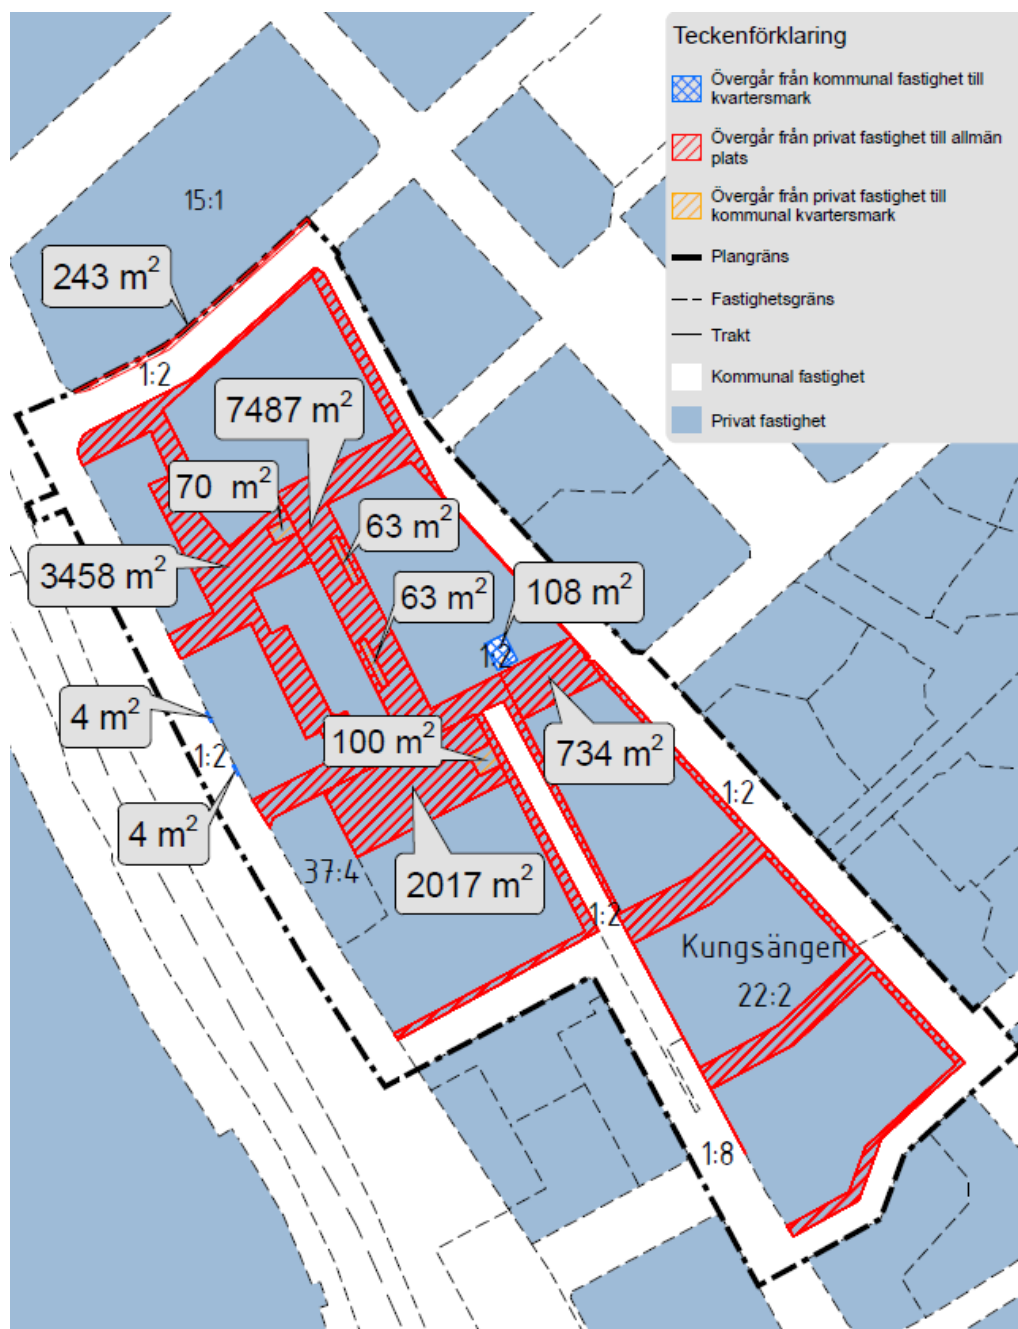 Teckenförklaring
Övergår från kommunal fastighet till
kvartersmark
Övergår från privat fastighet till allmän
plats
Övergår från privat fastighet till
kommunal kvartersmark
Plangräns
Fastighetsgräns
Trakt
Kommunal fastighet
Privat fastighet
15:1
243 m²
1:2
7487 m²
70 m²
63 m²
3458 m²
63 m²
108 m²
1:2
4 m²
1:2
100 m²
734 m²
4 m²
1:2
37:4
2017 m²
1:2
Kungsängen
22:2
1:8